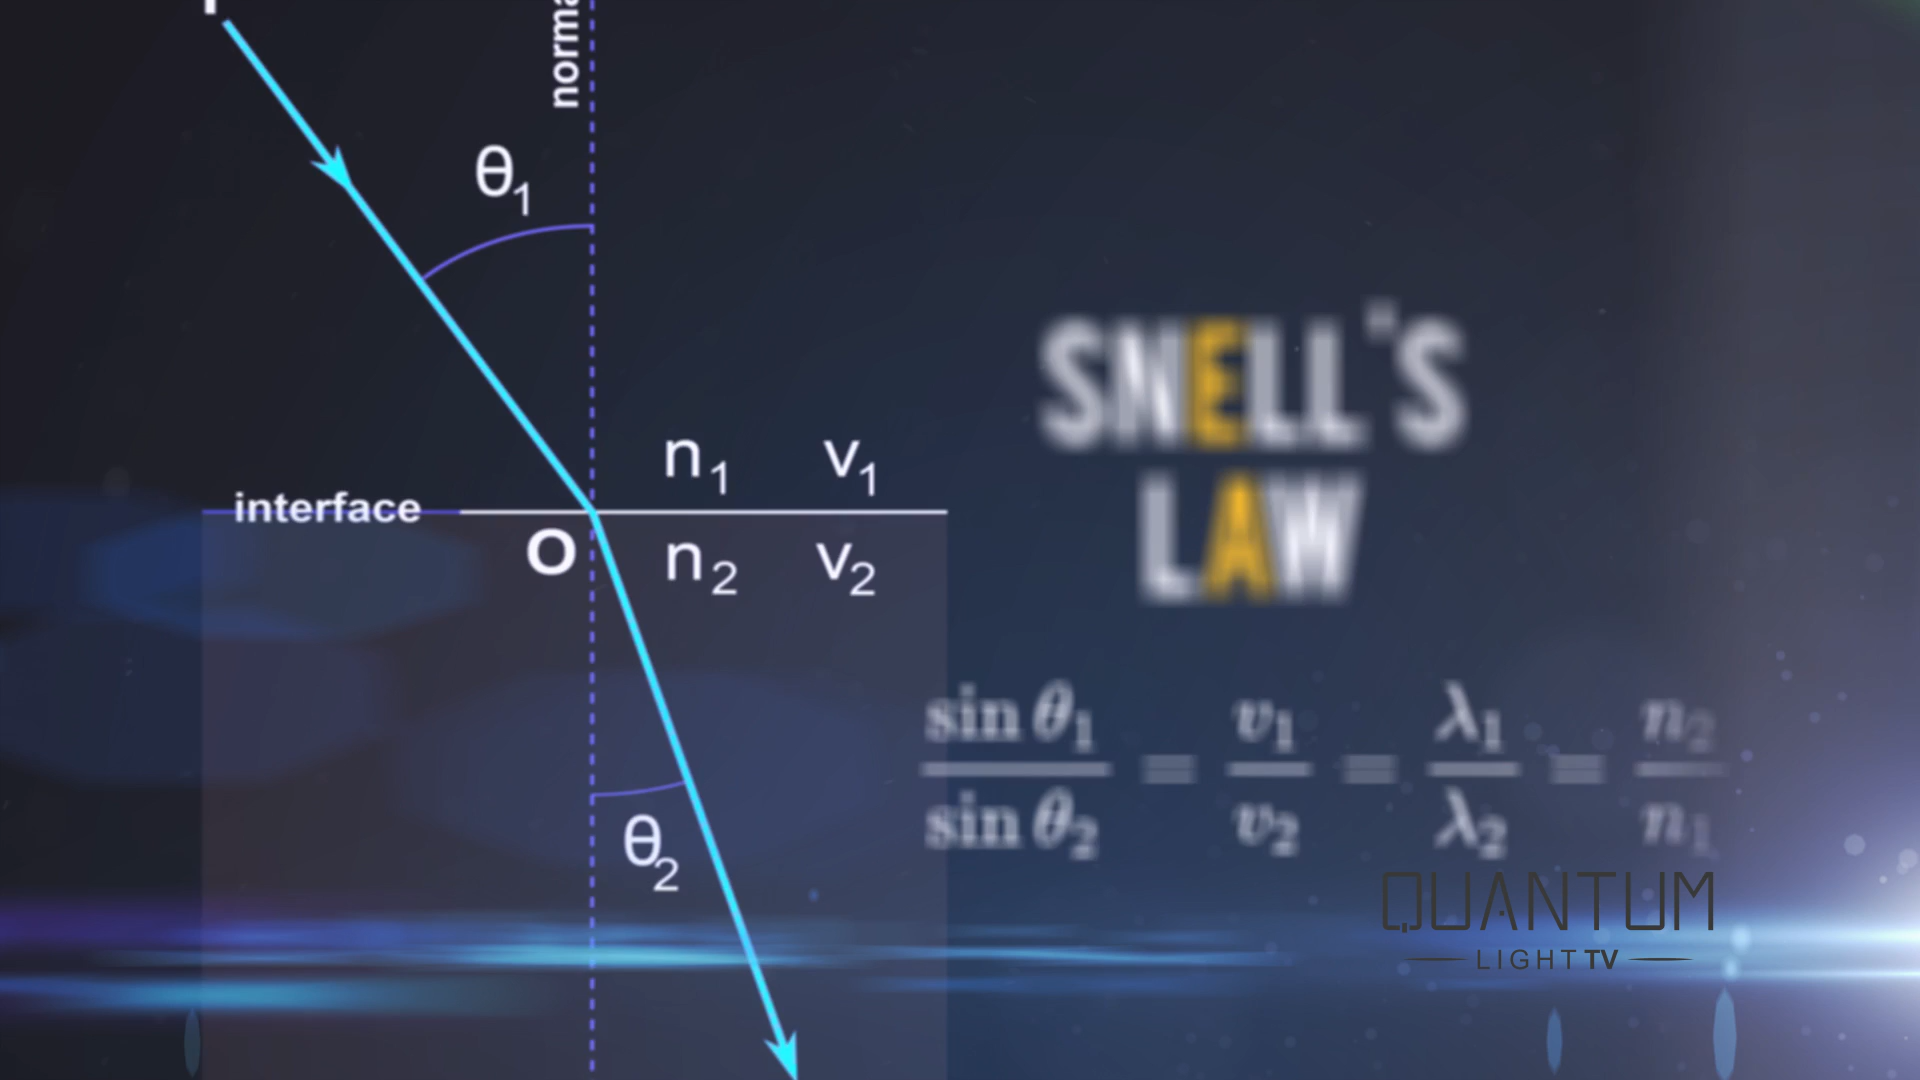 norma
θ1
SNELL'S
LAW
n1 v1
interface
O
n2 v2
sin θ1 / sin θ2 = v1 / v2 = λ1 / λ2 = n2 / n1
θ2
QUANTUM
LIGHT TV